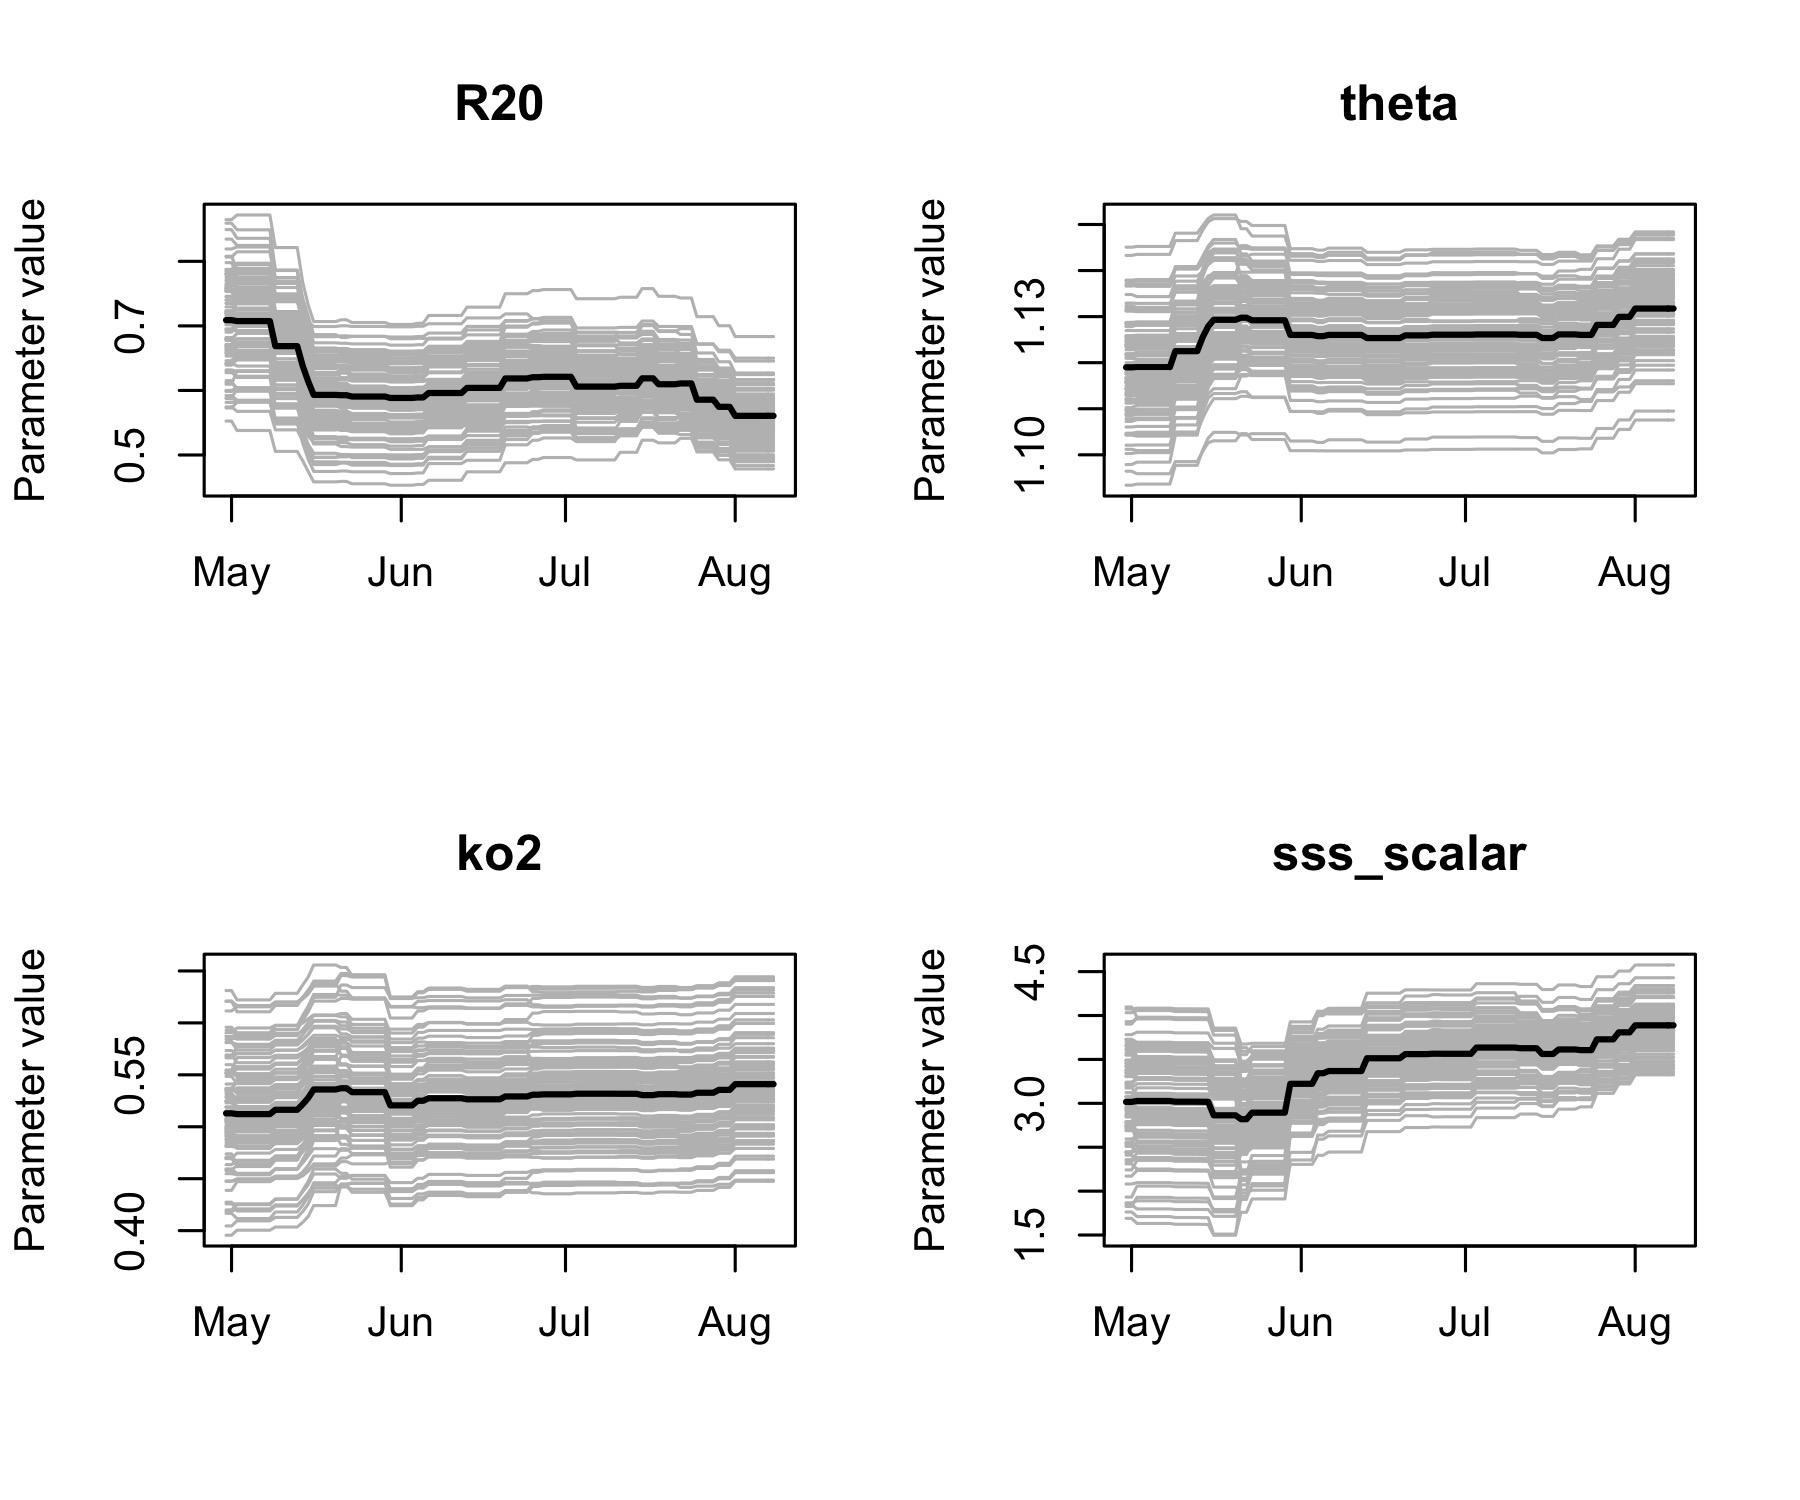 R20
Parameter value
0.7
0.5
May Jun Jul Aug
theta
Parameter value
1.13
1.10
May Jun Jul Aug
ko2
Parameter value
0.55
0.40
May Jun Jul Aug
sss_scalar
Parameter value
4.5
3.0
1.5
May Jun Jul Aug